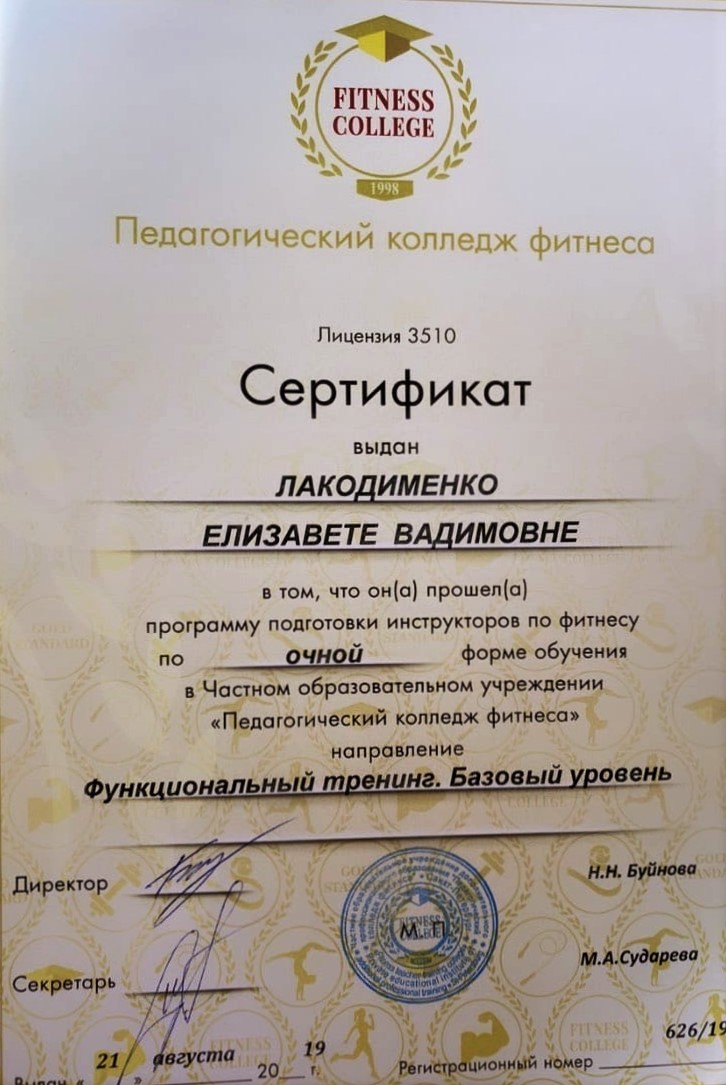 FITNESS
COLLEGE
1998
Педагогический колледж фитнеса
Лицензия 3510
Сертификат
выдан
ЛАКОДИМЕНКО
ЕЛИЗАВЕТЕ ВАДИМОВНЕ
в том, что он(а) прошел(а)
программу подготовки инструкторов по фитнесу
по очной форме обучения
в Частном образовательном учреждении
«Педагогический колледж фитнеса»
направление
Функциональный тренинг. Базовый уровень
Директор Н.Н. Буйнова
М.П
Секретарь М.А.Сударева
626/19
Выдан « 21 » августа 20 19 г. Регистрационный номер